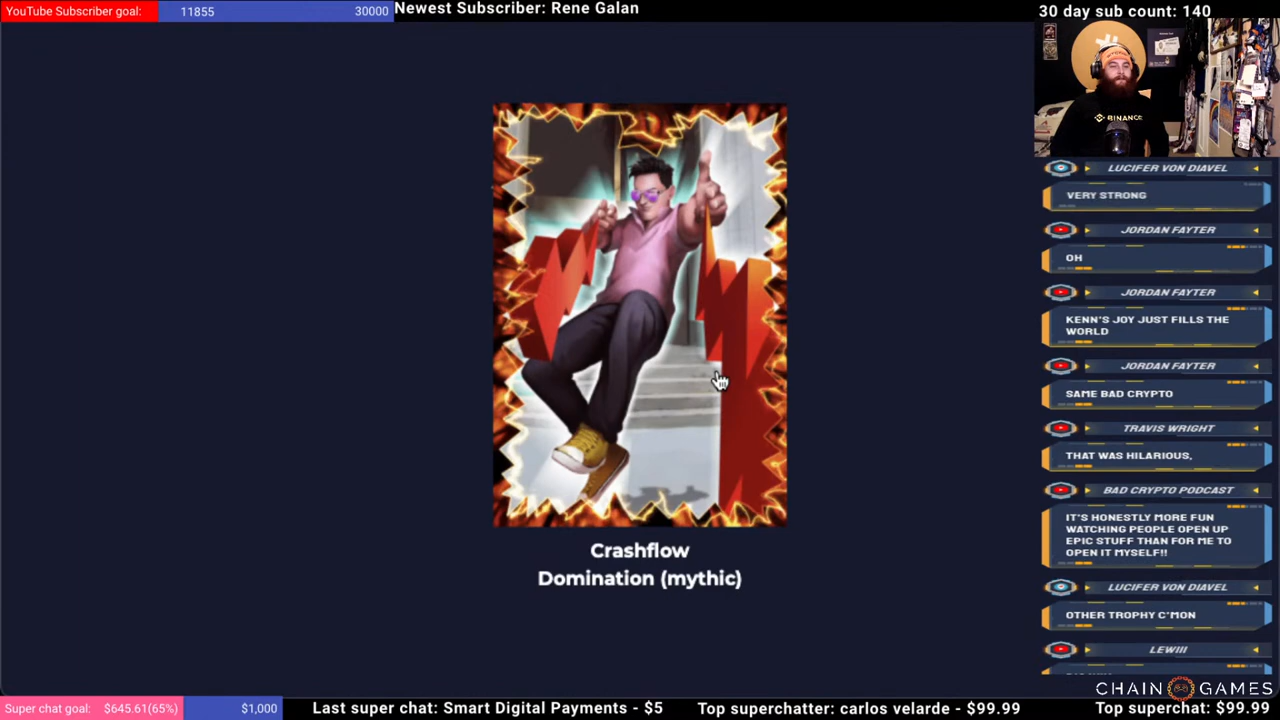 YouTube Subscriber goal:
11855
30000
Newest Subscriber: Rene Galan
30 day sub count: 140
BINANCE
LUCIFER VON DIAVEL
VERY STRONG
JORDAN FAYTER
OH
JORDAN FAYTER
KENN'S JOY JUST FILLS THE
WORLD
JORDAN FAYTER
SAME BAD CRYPTO
TRAVIS WRIGHT
THAT WAS HILARIOUS,
BAD CRYPTO PODCAST
IT'S HONESTLY MORE FUN
WATCHING PEOPLE OPEN UP
EPIC STUFF THAN FOR ME TO
OPEN IT MYSELF!!
LUCIFER VON DIAVEL
OTHER TROPHY C'MON
LEWIII
Crashflow
Domination (mythic)
CHAIN GAMES
Super chat goal:
$645.61(65%)
$1,000
Last super chat: Smart Digital Payments - $5
Top superchatter: carlos velarde - $99.99
Top superchat: $99.99